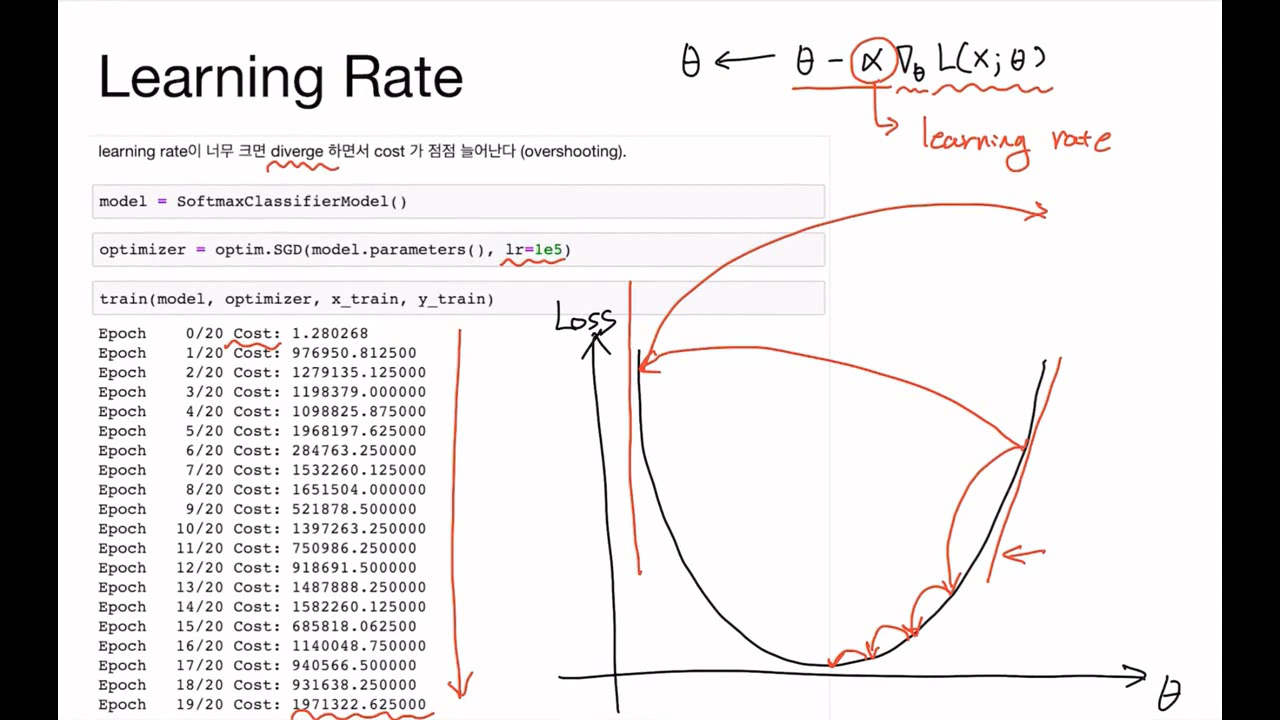 Learning Rate
θ ← θ - α ∇θ L(x; θ)
learning rate
learning rate이 너무 크면 diverge 하면서 cost 가 점점 늘어난다 (overshooting).
model = SoftmaxClassifierModel()
optimizer = optim.SGD(model.parameters(), lr=1e5)
train(model, optimizer, x_train, y_train)
Epoch 0/20 Cost: 1.280268
Epoch 1/20 Cost: 976950.812500
Epoch 2/20 Cost: 1279135.125000
Epoch 3/20 Cost: 1198379.000000
Epoch 4/20 Cost: 1098825.875000
Epoch 5/20 Cost: 1968197.625000
Epoch 6/20 Cost: 284763.250000
Epoch 7/20 Cost: 1532260.125000
Epoch 8/20 Cost: 1651504.000000
Epoch 9/20 Cost: 521878.500000
Epoch 10/20 Cost: 1397263.250000
Epoch 11/20 Cost: 750986.250000
Epoch 12/20 Cost: 918691.500000
Epoch 13/20 Cost: 1487888.250000
Epoch 14/20 Cost: 1582260.125000
Epoch 15/20 Cost: 685818.062500
Epoch 16/20 Cost: 1140048.750000
Epoch 17/20 Cost: 940566.500000
Epoch 18/20 Cost: 931638.250000
Epoch 19/20 Cost: 1971322.625000
Loss
θ